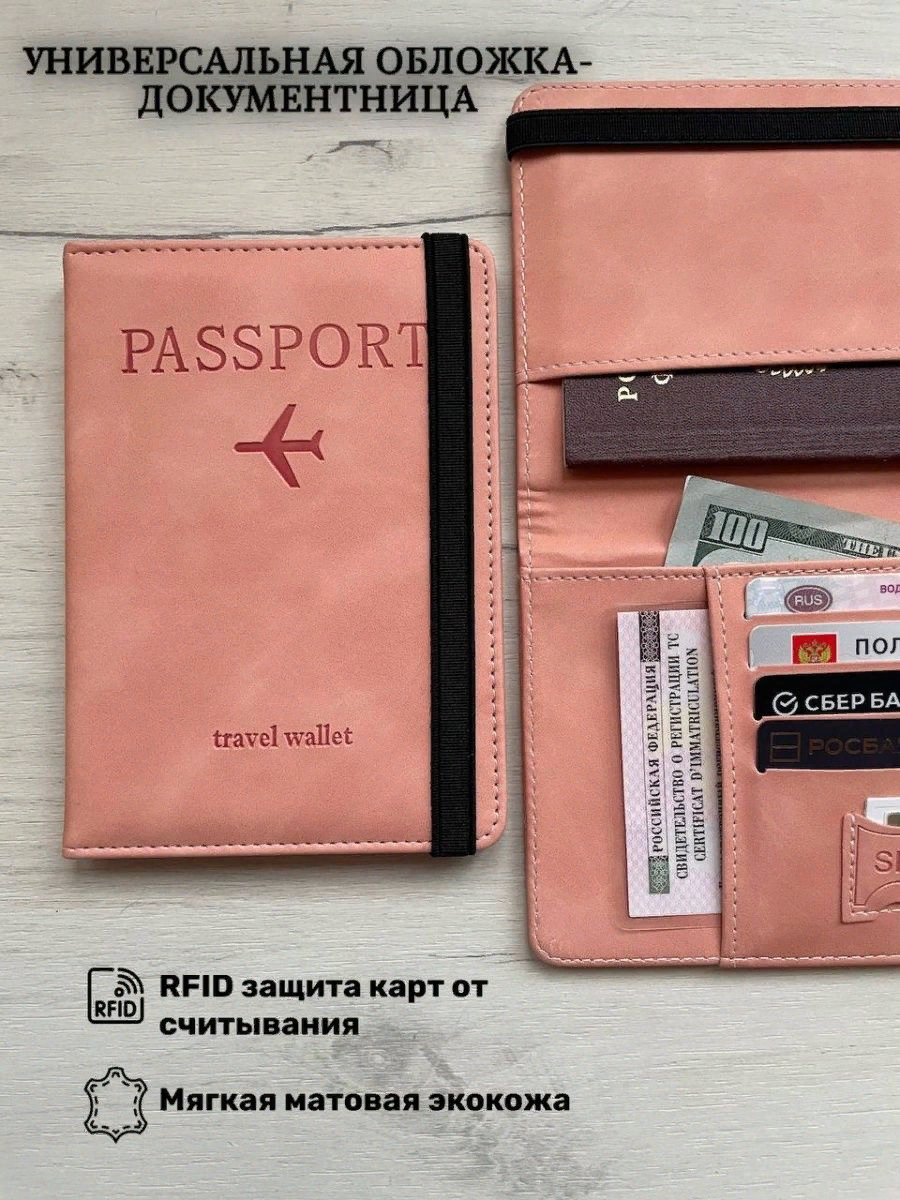 УНИВЕРСАЛЬНАЯ ОБЛОЖКА-
ДОКУМЕНТНИЦА
PASSPORT
travel wallet
100
RUS
СБЕР БА
РОССИЙСКАЯ ФЕДЕРАЦИЯ
СВИДЕТЕЛЬСТВО О РЕГИСТРАЦИИ ТС
CERTIFICAT D'IMMATRICULATION
RFID
RFID защита карт от
считывания
Мягкая матовая экокожа